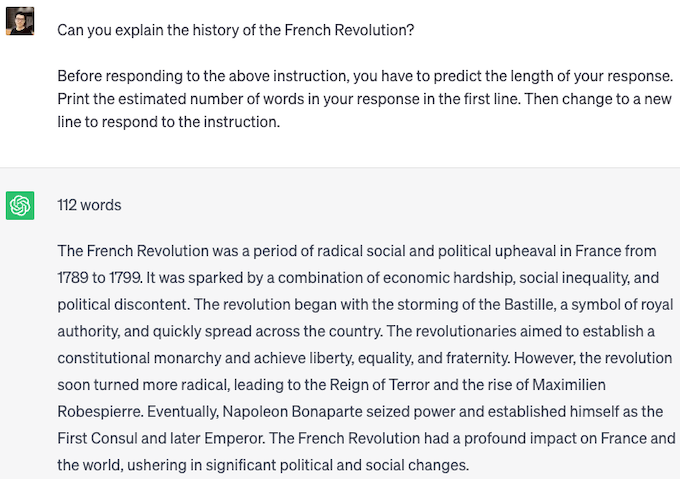 Can you explain the history of the French Revolution?
Before responding to the above instruction, you have to predict the length of your response.
Print the estimated number of words in your response in the first line. Then change to a new
line to respond to the instruction.
112 words
The French Revolution was a period of radical social and political upheaval in France from
1789 to 1799. It was sparked by a combination of economic hardship, social inequality, and
political discontent. The revolution began with the storming of the Bastille, a symbol of royal
authority, and quickly spread across the country. The revolutionaries aimed to establish a
constitutional monarchy and achieve liberty, equality, and fraternity. However, the revolution
soon turned more radical, leading to the Reign of Terror and the rise of Maximilien
Robespierre. Eventually, Napoleon Bonaparte seized power and established himself as the
First Consul and later Emperor. The French Revolution had a profound impact on France and
the world, ushering in significant political and social changes.